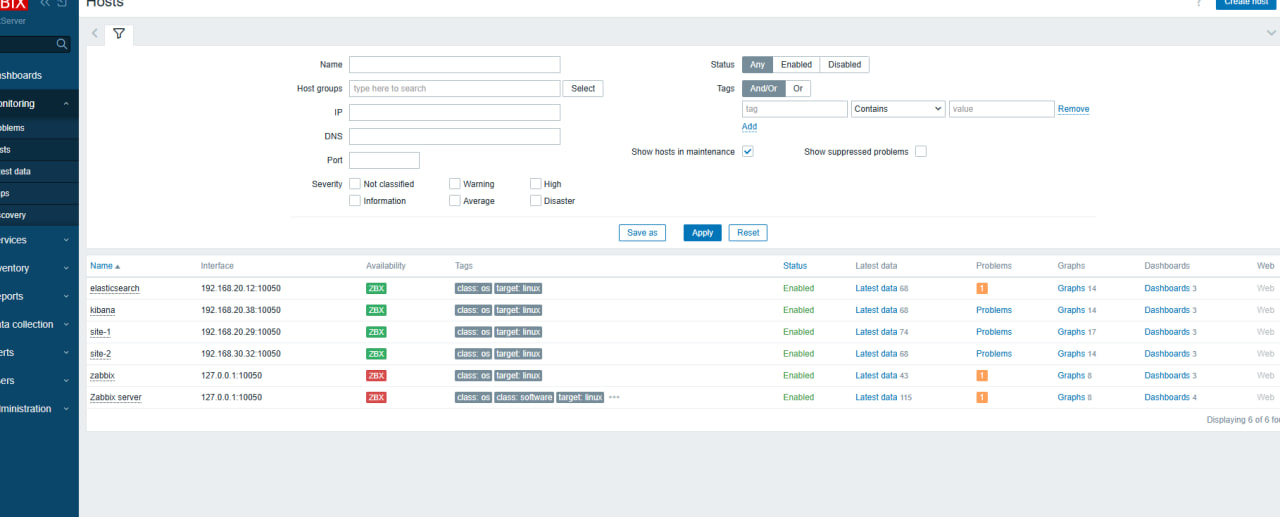 BIX
Hosts
?
Create host
Server
shboards
nitoring
blems
sts
test data
ps
covery
rvices
ventory
ports
ta collection
erts
ers
ministration
Name
Host groups type here to search Select
IP
DNS
Port
Severity Not classified Warning High
Information Average Disaster
Status Any Enabled Disabled
Tags And/Or Or
tag Contains value Remove
Add
Show hosts in maintenance Show suppressed problems
Save as Apply Reset
Name Interface Availability Tags Status Latest data Problems Graphs Dashboards Web
elasticsearch 192.168.20.12:10050 ZBX class: os target: linux Enabled Latest data 68 1 Graphs 14 Dashboards 3 Web
kibana 192.168.20.38:10050 ZBX class: os target: linux Enabled Latest data 68 Problems Graphs 14 Dashboards 3 Web
site-1 192.168.20.29:10050 ZBX class: os target: linux Enabled Latest data 74 Problems Graphs 17 Dashboards 3 Web
site-2 192.168.30.32:10050 ZBX class: os target: linux Enabled Latest data 68 Problems Graphs 14 Dashboards 3 Web
zabbix 127.0.0.1:10050 ZBX class: os target: linux Enabled Latest data 43 1 Graphs 8 Dashboards 3 Web
Zabbix server 127.0.0.1:10050 ZBX class: os class: software target: linux ••• Enabled Latest data 115 1 Graphs 8 Dashboards 4 Web
Displaying 6 of 6 fo